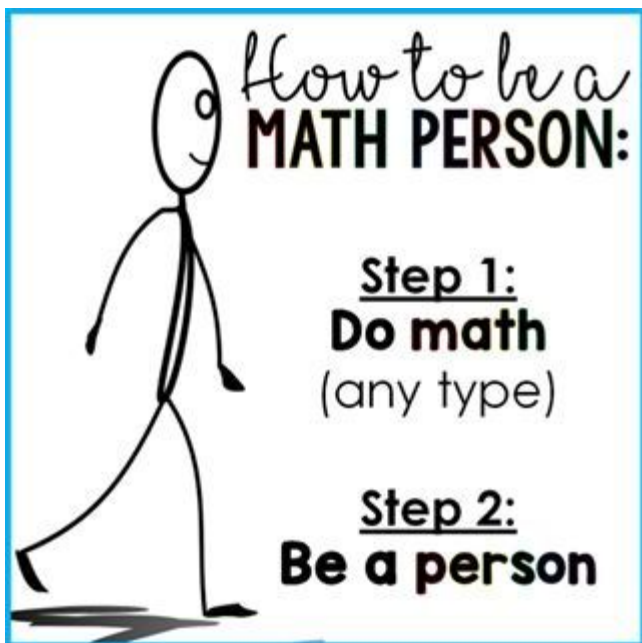 How to be a
MATH PERSON:
Step 1:
Do math
(any type)
Step 2:
Be a person